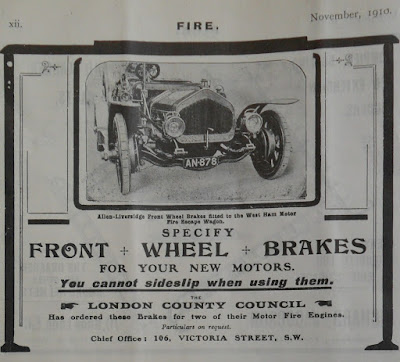 xii.
FIRE.
November, 1910.
AN-878
Allen-Liversidge Front Wheel Brakes fitted to the West Ham Motor
Fire Escape Wagon.
SPECIFY
FRONT + WHEEL + BRAKES
FOR YOUR NEW MOTORS.
You cannot sideslip when using them.
THE
LONDON COUNTY COUNCIL
Has ordered these Brakes for two of their Motor Fire Engines.
Particulars on request.
Chief Office: 106, VICTORIA STREET, S.W.